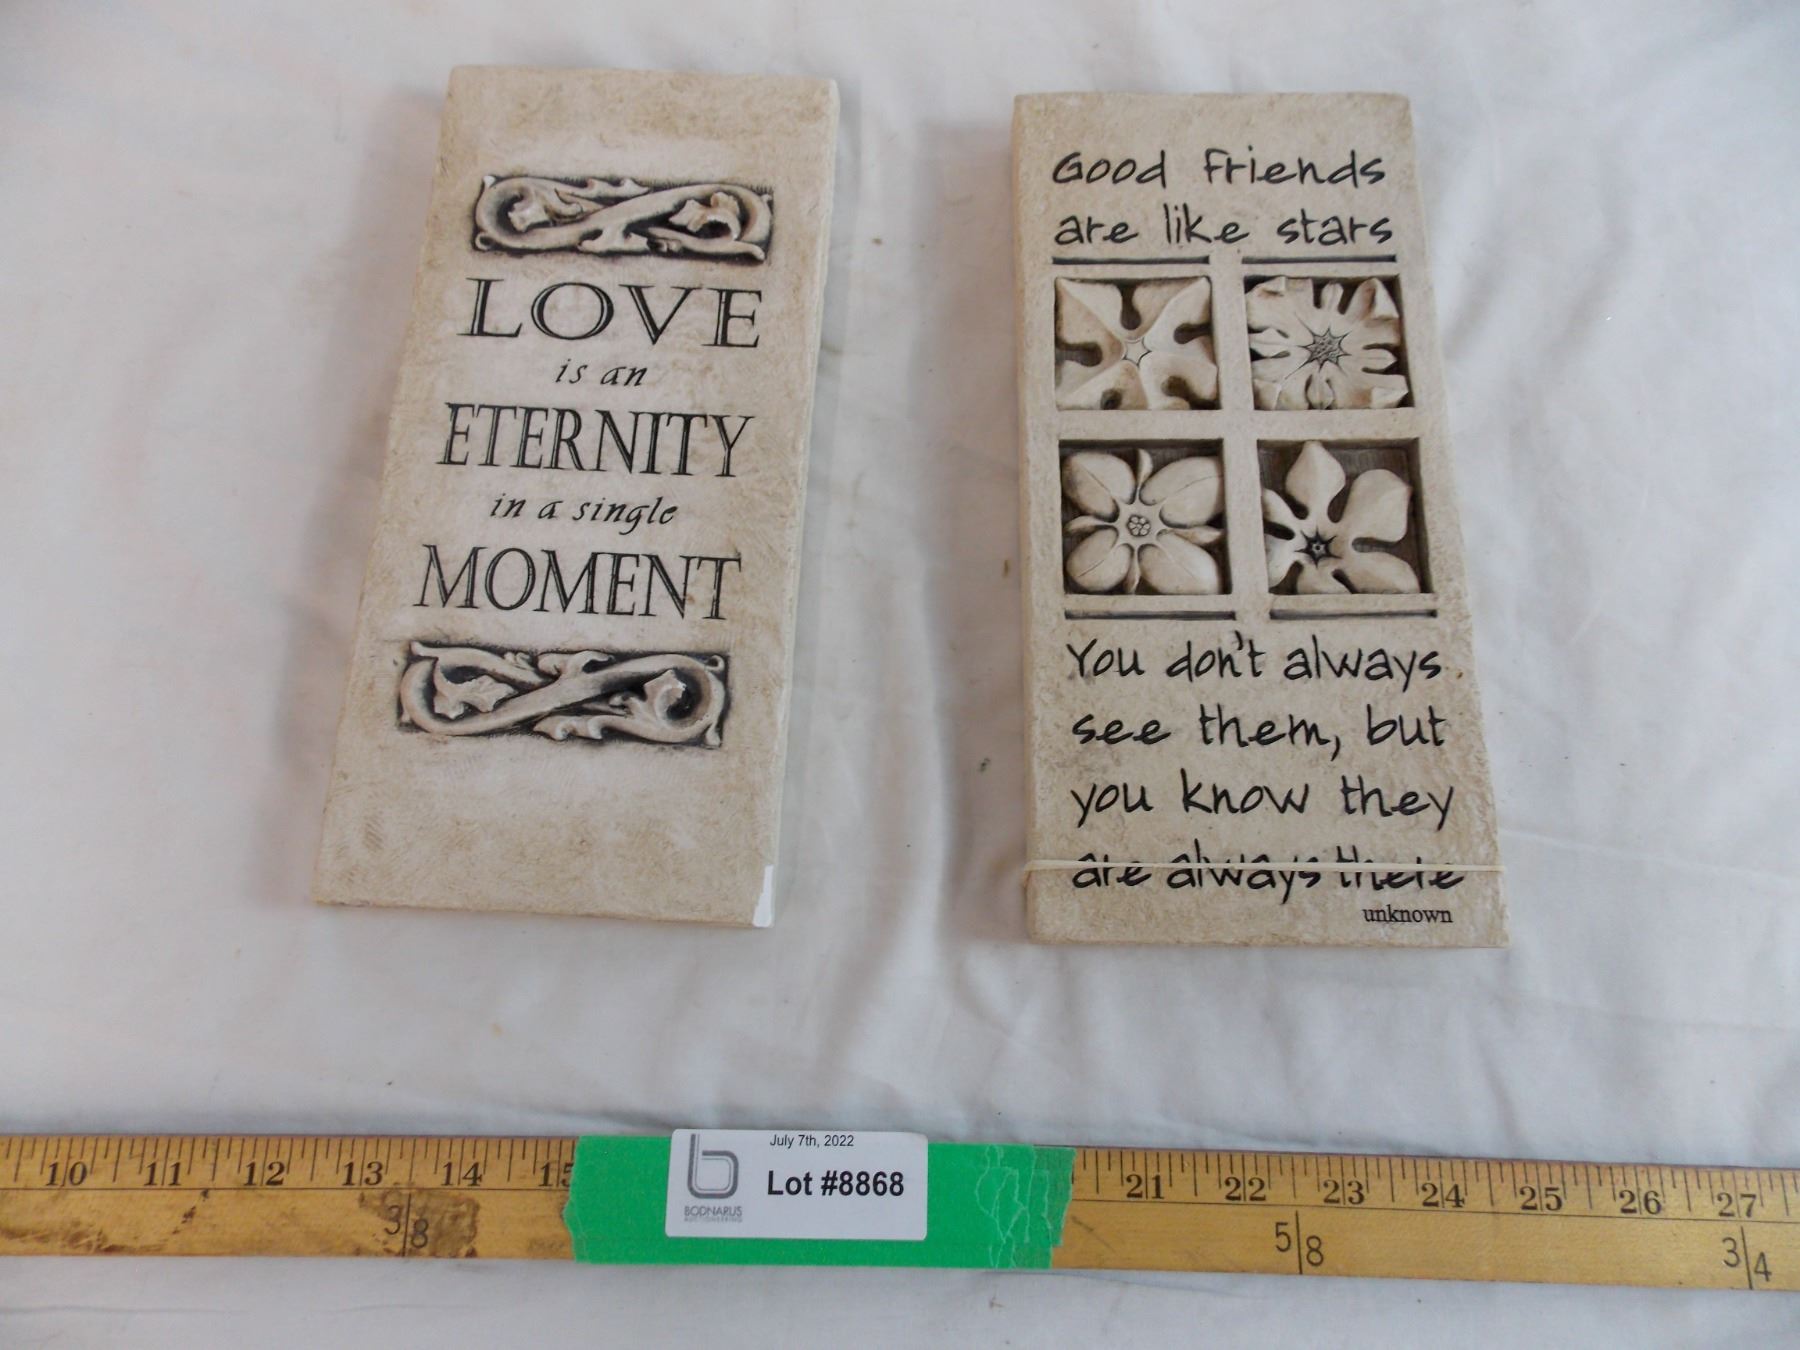 LOVE
is an
ETERNITY
in a single
MOMENT
Good friends
are like stars
You don't always
see them, but
you know they
are always there
unknown
July 7th, 2022
Lot #8868
BODNARUS
AUCTIONEERING
10 11 12 13 14 15 21 22 23 24 25 26 27
3/8 5/8 3/4